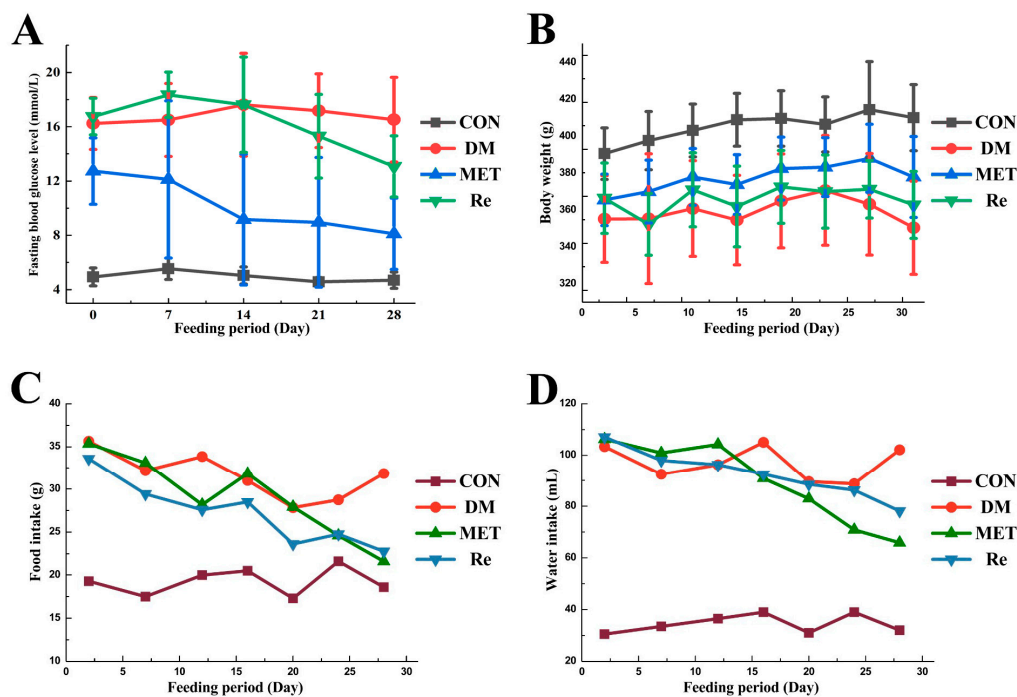 A
Fasting blood glucose level (mmol/L)
20
16
12
8
4
0 7 14 21 28
Feeding period (Day)
CON
DM
MET
Re
B
Body weight (g)
440
420
400
380
360
340
320
0 5 10 15 20 25 30
Feeding period (Day)
CON
DM
MET
Re
C
Food intake (g)
40
35
30
25
20
15
10
0 5 10 15 20 25 30
Feeding period (Day)
CON
DM
MET
Re
D
Water intake (mL)
120
100
80
60
40
20
0 5 10 15 20 25 30
Feeding period (Day)
CON
DM
MET
Re